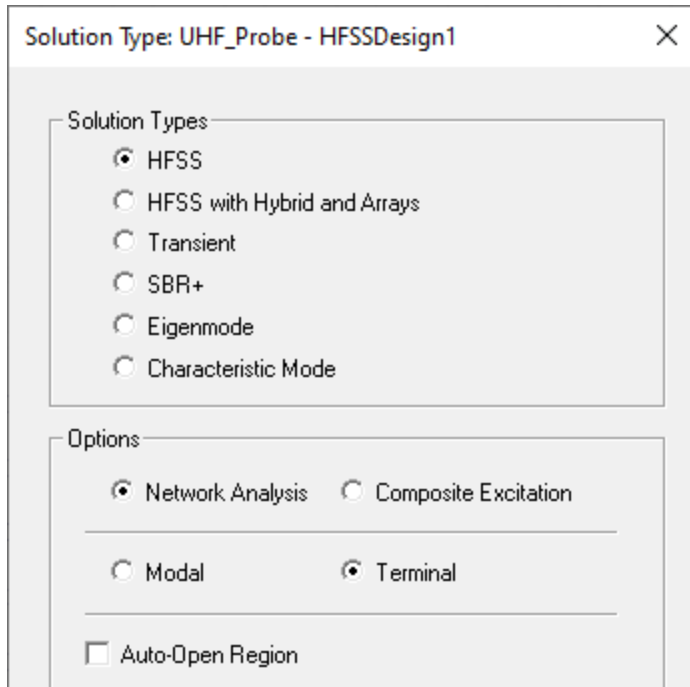 Solution Type: UHF_Probe - HFSSDesign1
Solution Types
HFSS
HFSS with Hybrid and Arrays
Transient
SBR+
Eigenmode
Characteristic Mode
Options
Network Analysis Composite Excitation
Modal Terminal
Auto-Open Region